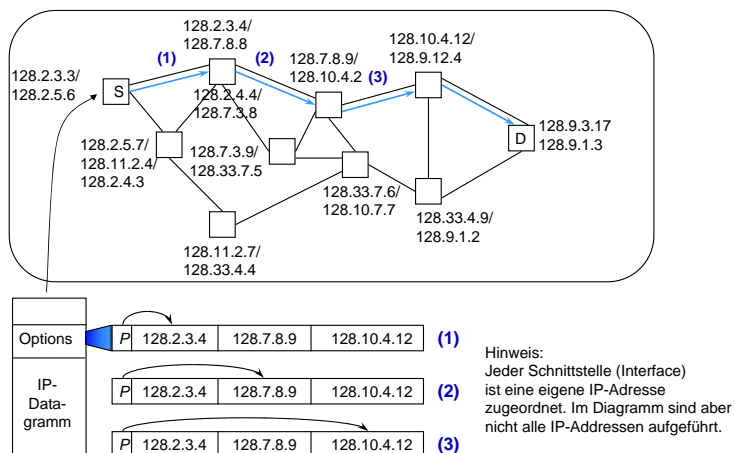 128.2.3.4/
128.7.8.8
(1)
(2)
128.7.8.9/
128.10.4.2
(3)
128.10.4.12/
128.9.12.4
128.2.3.3/
128.2.5.6
S
128.2.4.4/
128.7.3.8
D
128.9.3.17
128.9.1.3
128.2.5.7/
128.11.2.4/
128.2.4.3
128.7.3.9/
128.33.7.5
128.33.7.6/
128.10.7.7
128.33.4.9/
128.9.1.2
128.11.2.7/
128.33.4.4
Options
IP-
Data-
gramm
P 128.2.3.4 128.7.8.9 128.10.4.12 (1)
P 128.2.3.4 128.7.8.9 128.10.4.12 (2)
P 128.2.3.4 128.7.8.9 128.10.4.12 (3)
Hinweis:
Jeder Schnittstelle (Interface)
ist eine eigene IP-Adresse
zugeordnet. Im Diagramm sind aber
nicht alle IP-Addressen aufgeführt.